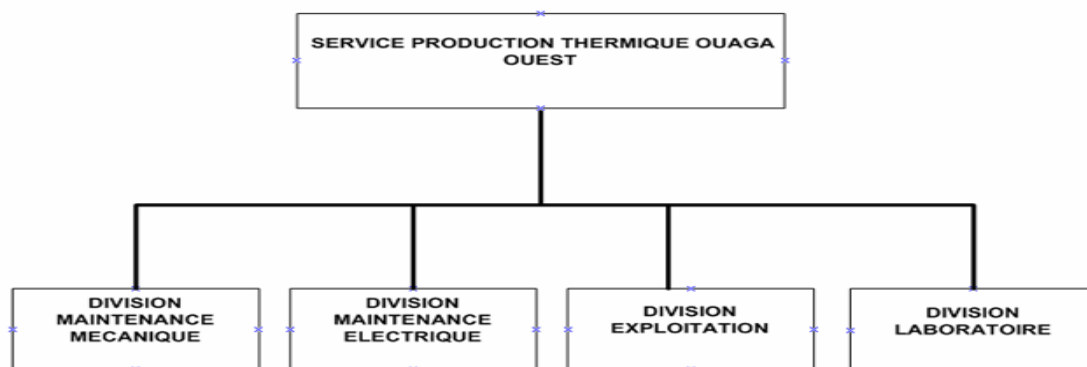 SERVICE PRODUCTION THERMIQUE OUAGA
OUEST
DIVISION
MAINTENANCE
MECANIQUE
DIVISION
MAINTENANCE
ELECTRIQUE
DIVISION
EXPLOITATION
DIVISION
LABORATOIRE